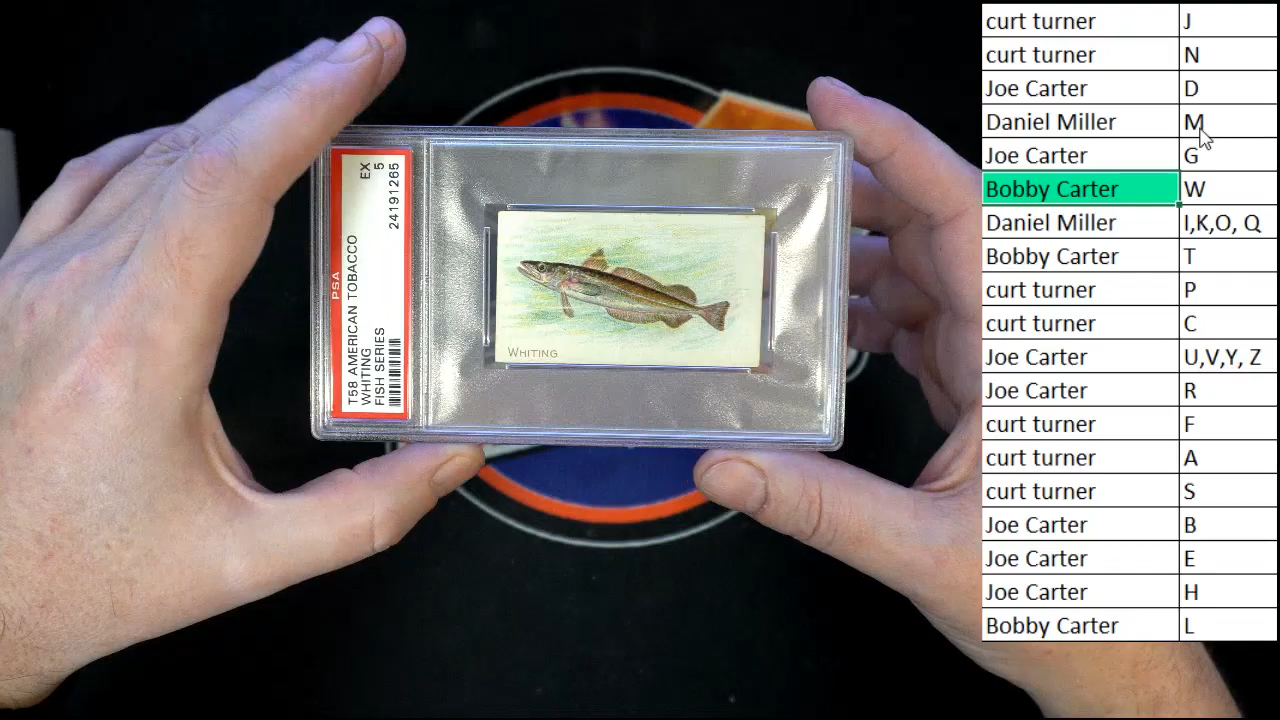 PSA
T58 AMERICAN TOBACCO EX
WHITING 5
FISH SERIES 24191265
WHITING
curt turner J
curt turner N
Joe Carter D
Daniel Miller M
Joe Carter G
Bobby Carter W
Daniel Miller I,K,O, Q
Bobby Carter T
curt turner P
curt turner C
Joe Carter U,V,Y, Z
Joe Carter R
curt turner F
curt turner A
curt turner S
Joe Carter B
Joe Carter E
Joe Carter H
Bobby Carter L